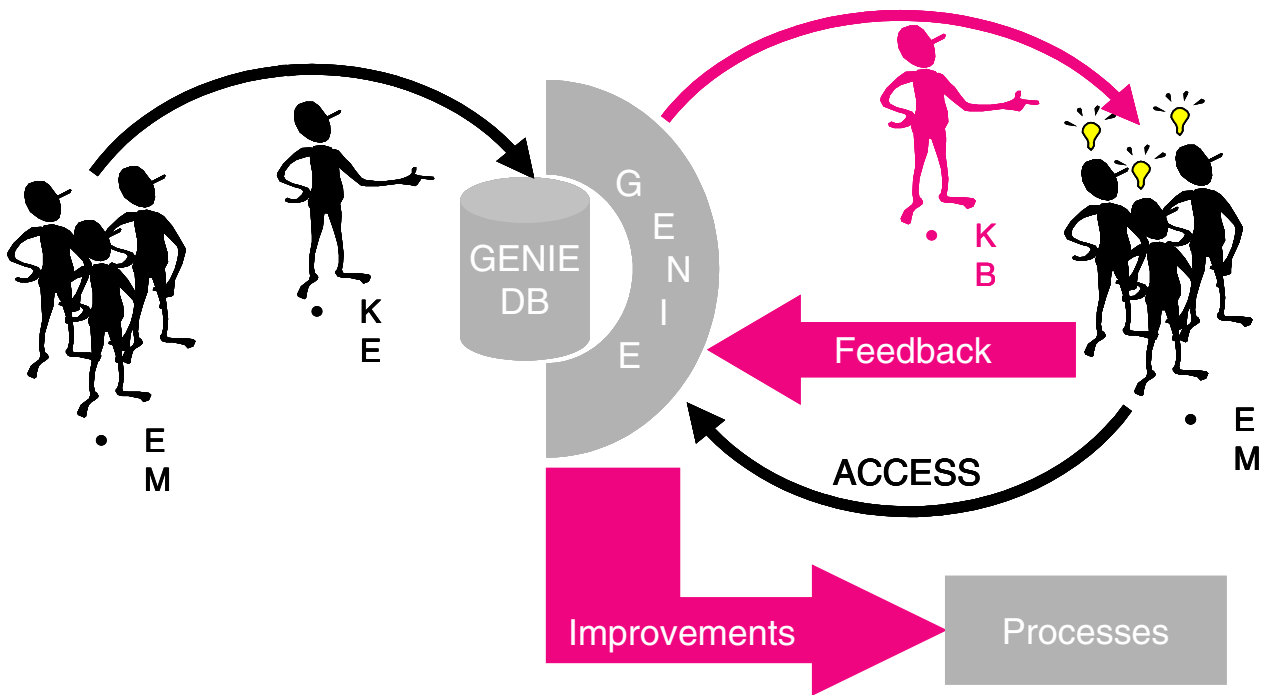 GENIE
DB
G
E
N
I
E
• K
E
• E
M
• K
B
Feedback
• E
M
ACCESS
Improvements
Processes